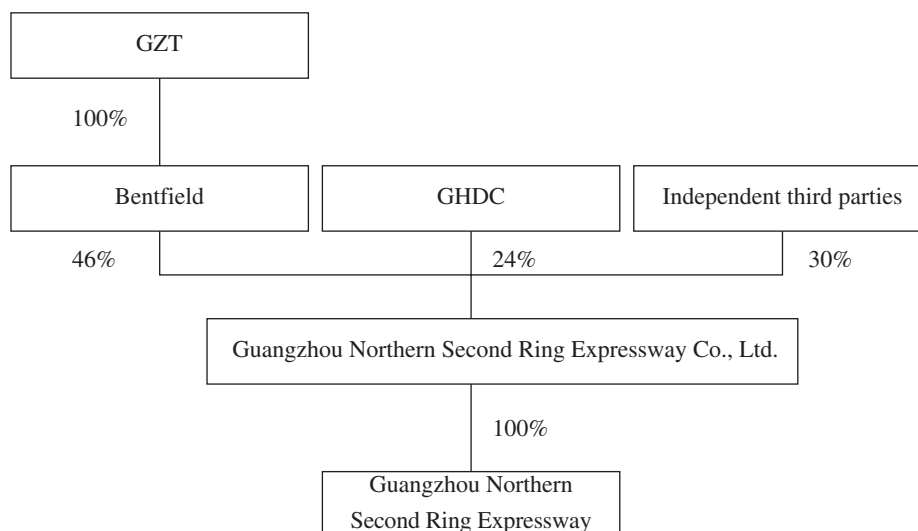 GZT
100%
Bentfield
GHDC
Independent third parties
46%
24%
30%
Guangzhou Northern Second Ring Expressway Co., Ltd.
100%
Guangzhou Northern
Second Ring Expressway